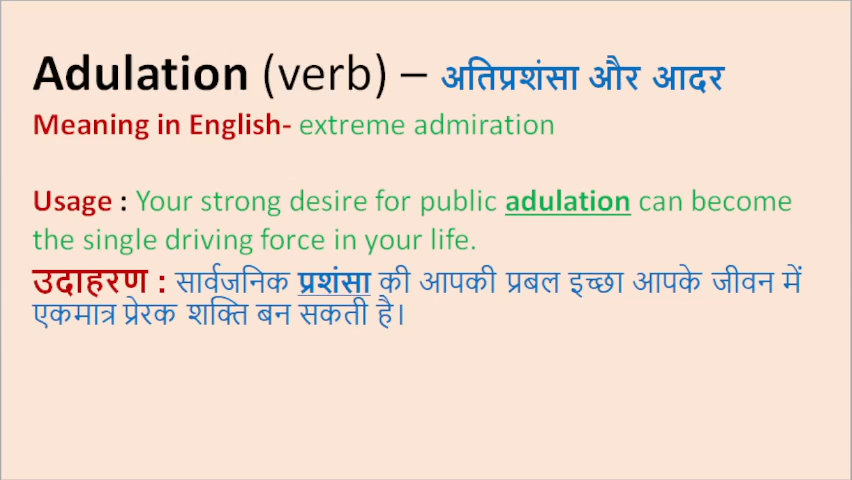 Adulation (verb) – अतिप्रशंसा और आदर
Meaning in English- extreme admiration
Usage : Your strong desire for public adulation can become
the single driving force in your life.
उदाहरण : सार्वजनिक प्रशंसा की आपकी प्रबल इच्छा आपके जीवन में
एकमात्र प्रेरक शक्ति बन सकती है।